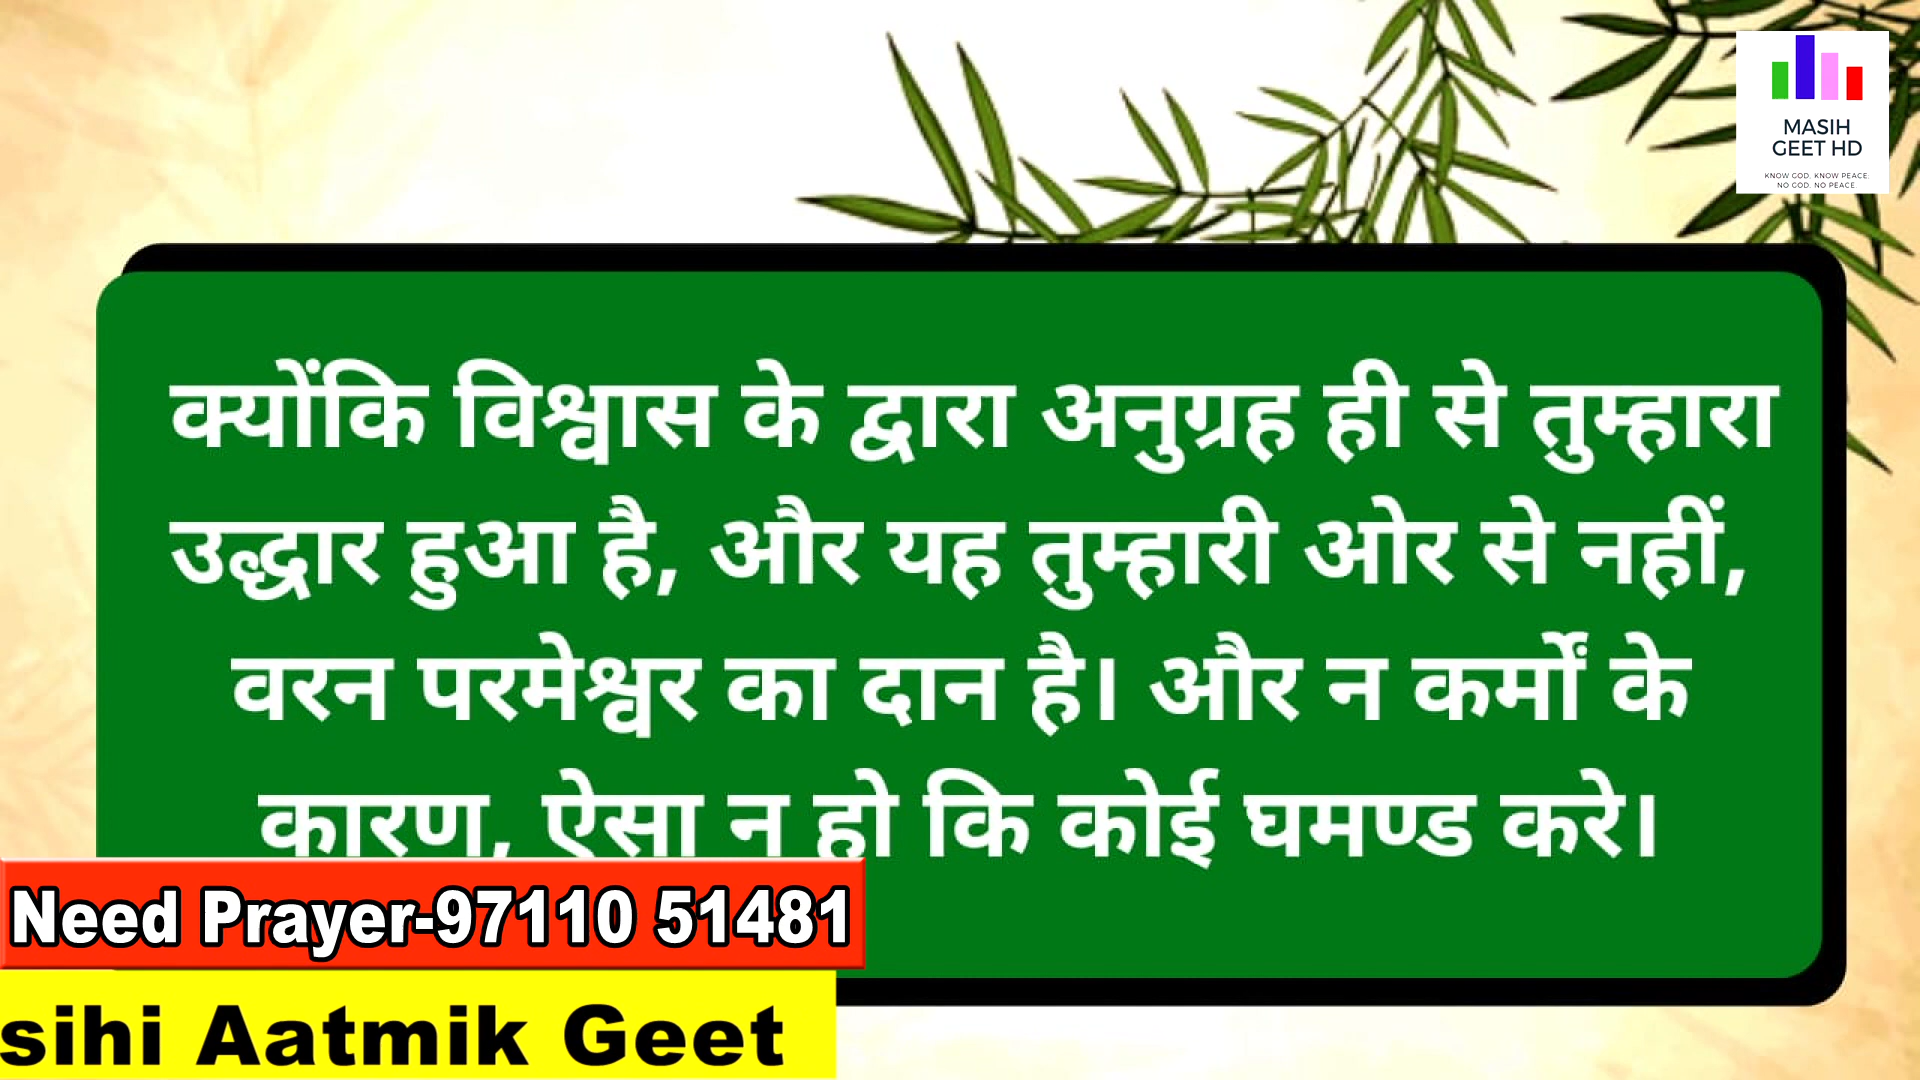 MASIH
GEET HD
KNOW GOD. KNOW PEACE.
NO GOD. NO PEACE.
क्योंकि विश्वास के द्वारा अनुग्रह ही से तुम्हारा
उद्धार हुआ है, और यह तुम्हारी ओर से नहीं,
वरन परमेश्वर का दान है। और न कर्मों के
कारण, ऐसा न हो कि कोई घमण्ड करे।
Need Prayer-97110 51481
sihi Aatmik Geet